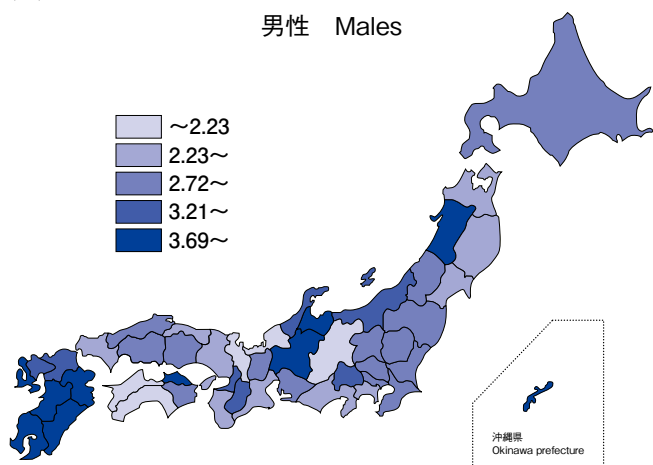 男性 Males
～2.23
2.23～
2.72～
3.21～
3.69～
沖縄県
Okinawa prefecture